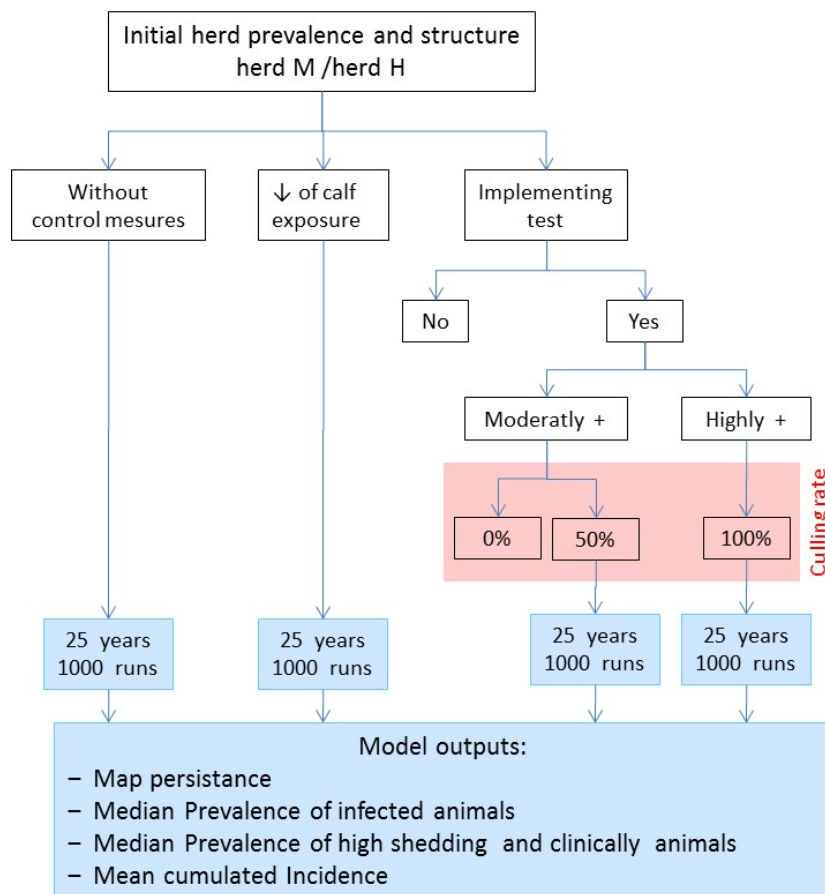 Initial herd prevalence and structure
herd M /herd H
Without
control mesures
↓ of calf
exposure
Implementing
test
No
Yes
Moderatly +
Highly +
0%
50%
100%
Culling rate
25 years
1000 runs
25 years
1000 runs
25 years
1000 runs
25 years
1000 runs
Model outputs:
– Map persistance
– Median Prevalence of infected animals
– Median Prevalence of high shedding and clinically animals
– Mean cumulated Incidence